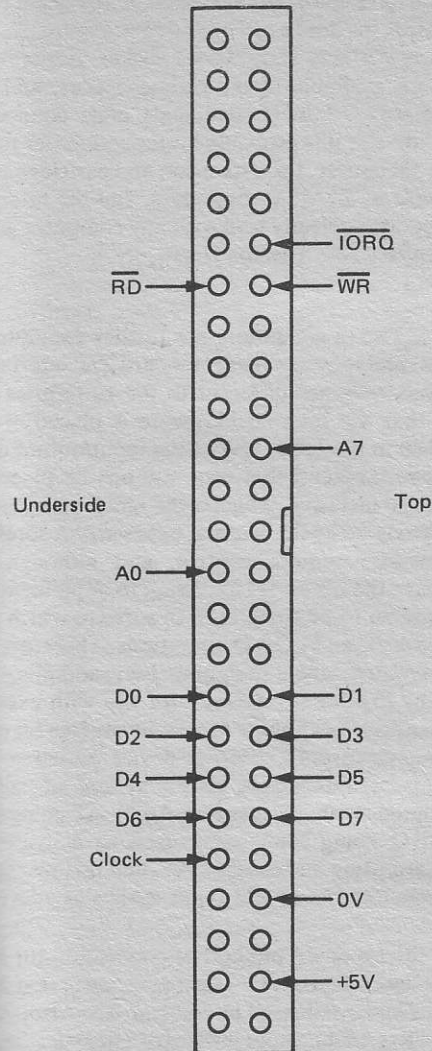 IORQ
RD WR
A7
Underside Top
A0
D0 D1
D2 D3
D4 D5
D6 D7
Clock
0V
+5V